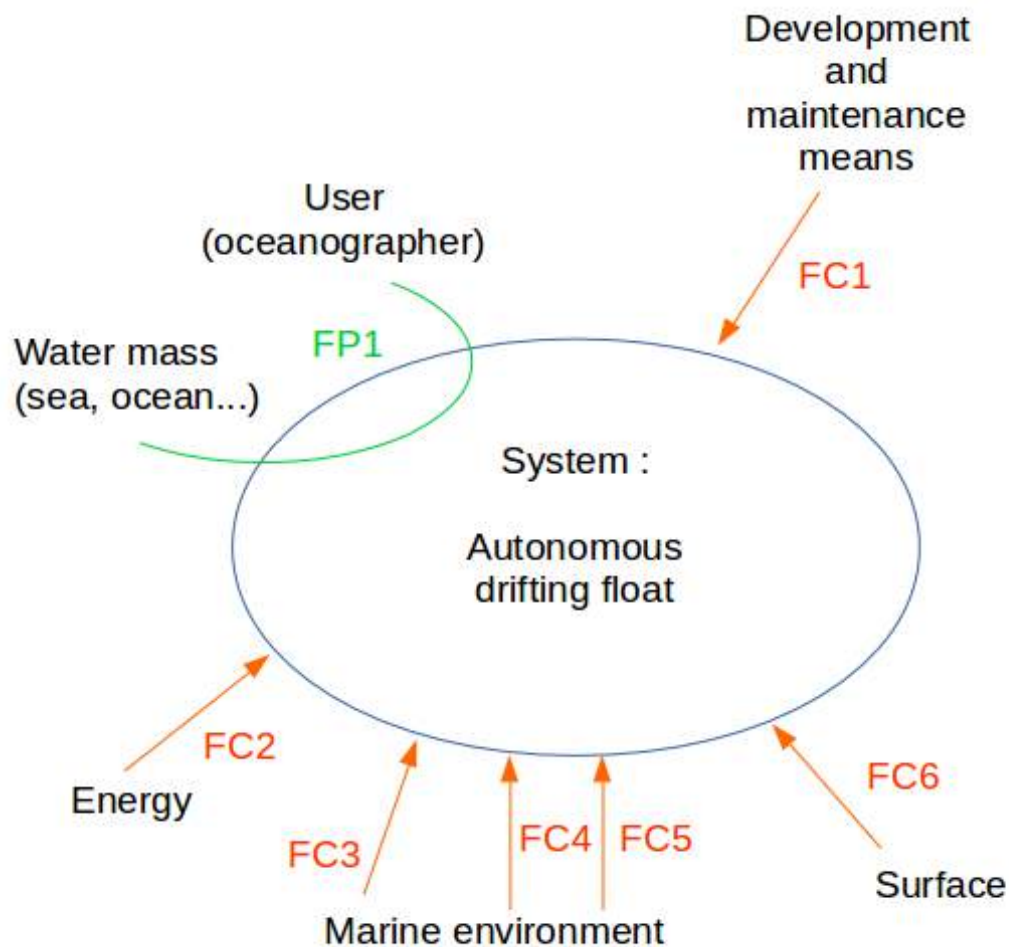 Development
and
maintenance
means
User
(oceanographer)
FC1
FP1
Water mass
(sea, ocean...)
System :
Autonomous
drifting float
FC2
Energy
FC3
FC4
FC5
FC6
Surface
Marine environment